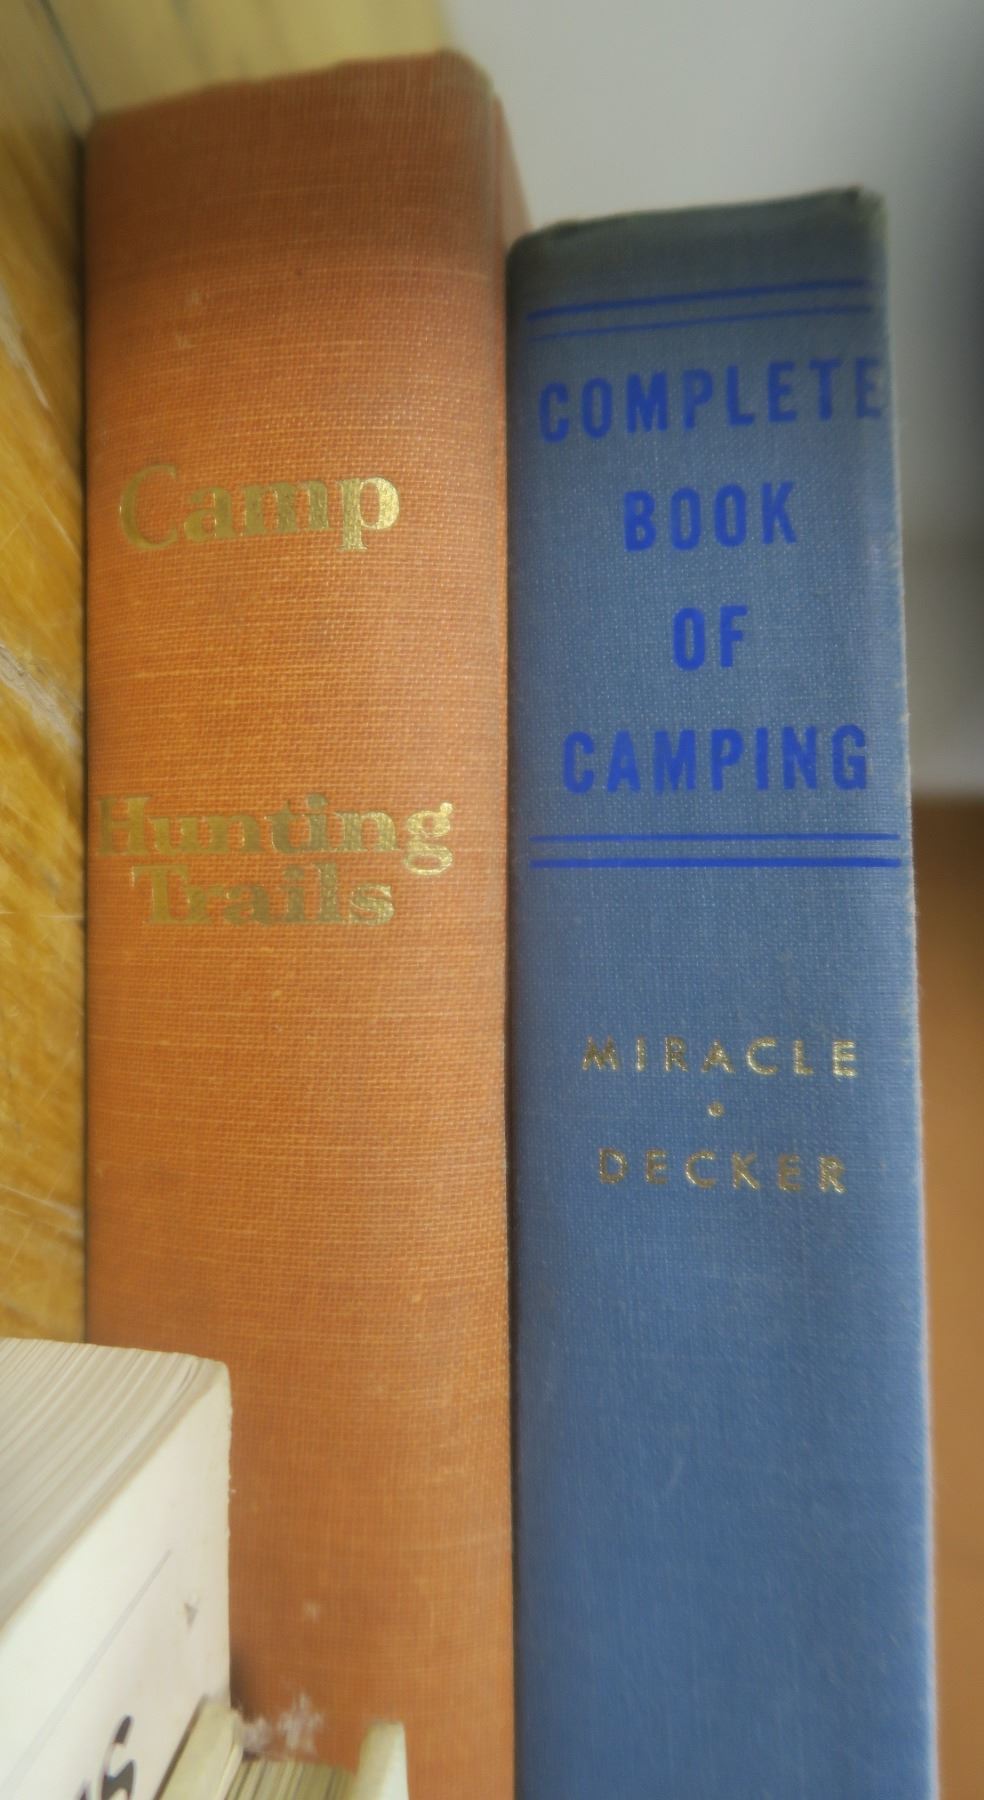 Camp
Hunting
Trails
COMPLETE
BOOK
OF
CAMPING
MIRACLE
•
DECKER